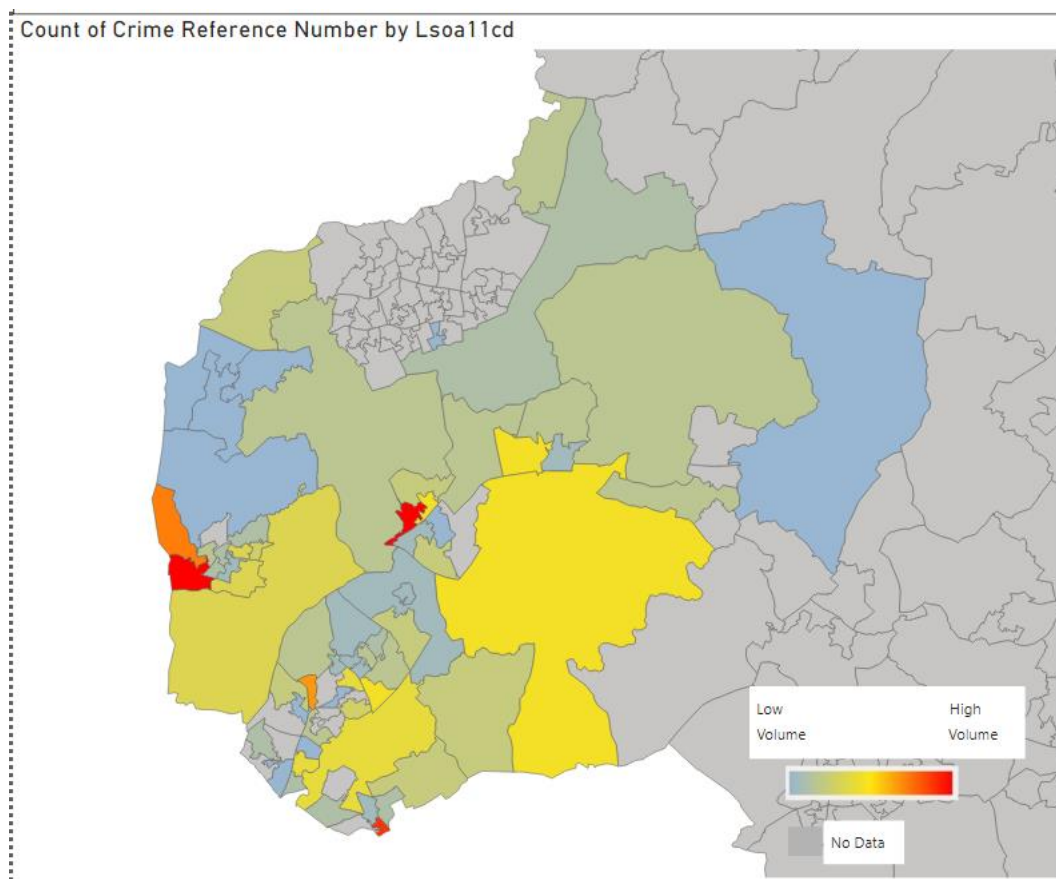 Count of Crime Reference Number by Lsoa11cd
Low High
Volume Volume
No Data